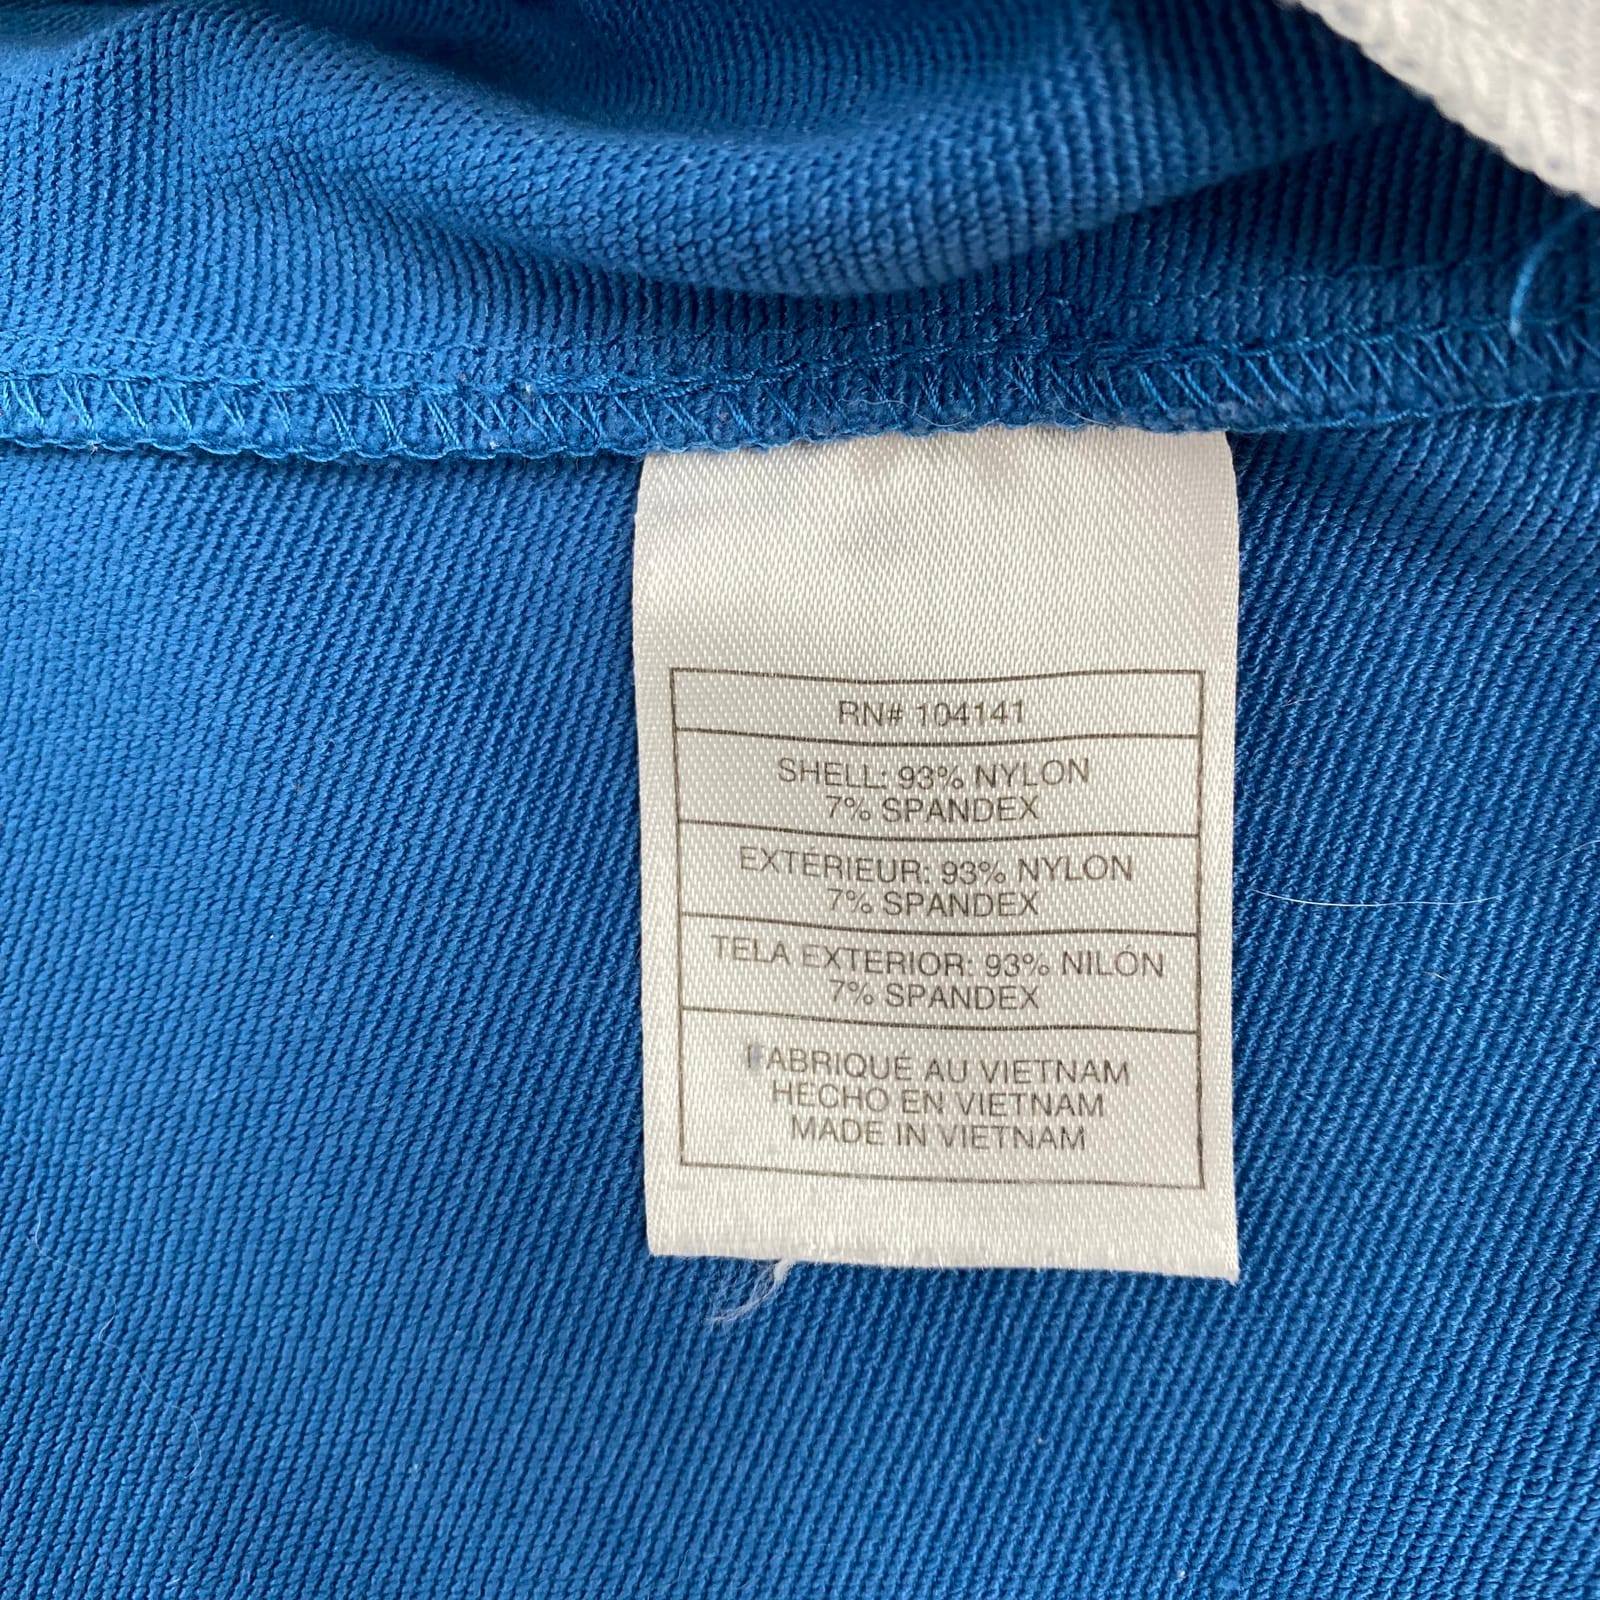 RN# 104141
SHELL: 93% NYLON
7% SPANDEX
EXTÉRIEUR: 93% NYLON
7% SPANDEX
TELA EXTERIOR: 93% NILÓN
7% SPANDEX
FABRIQUÉ AU VIETNAM
HECHO EN VIETNAM
MADE IN VIETNAM